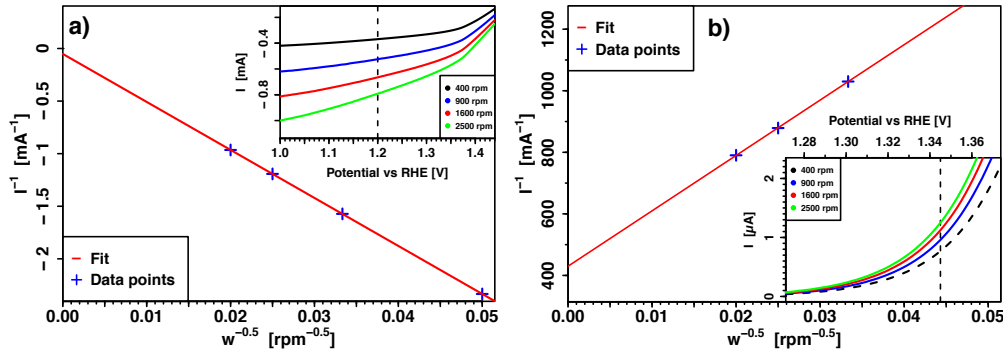 a)
0
− 0.5
− 1
− 1.5
− 2
I⁻¹ [mA⁻¹]
0.00 0.01 0.02 0.03 0.04 0.05
w⁻⁰·⁵ [rpm⁻⁰·⁵]
Fit
Data points
− 0.4
− 0.8
I [mA]
400 rpm
900 rpm
1600 rpm
2500 rpm
1.0 1.1 1.2 1.3 1.4
Potential vs RHE [V]
b)
Fit
Data points
1200
1000
800
600
400
I⁻¹ [mA⁻¹]
0.00 0.01 0.02 0.03 0.04 0.05
w⁻⁰·⁵ [rpm⁻⁰·⁵]
Potential vs RHE [V]
1.28 1.30 1.32 1.34 1.36
400 rpm
900 rpm
1600 rpm
2500 rpm
2
1
0
I [µA]